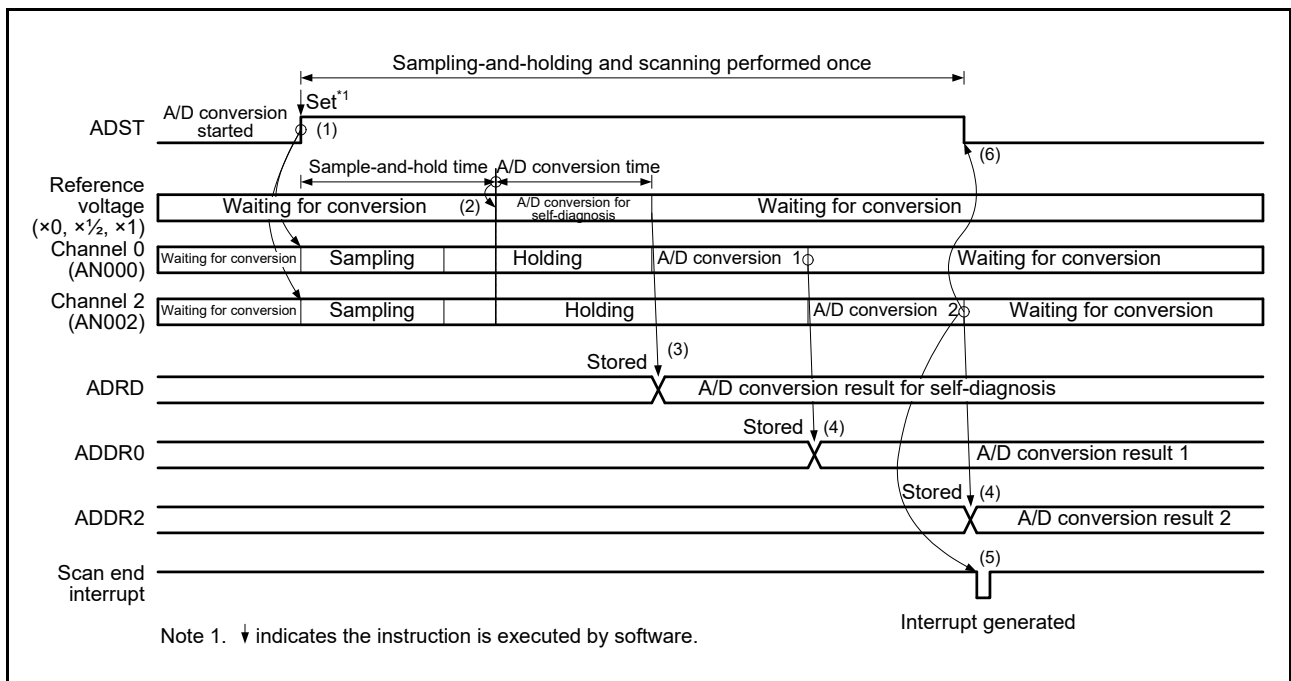 Sampling-and-holding and scanning performed once
Set*1
A/D conversion
started
ADST
(1)
(6)
Sample-and-hold time
A/D conversion time
Reference
voltage
(×0, ×½, ×1)
Waiting for conversion
(2)
A/D conversion for
self-diagnosis
Waiting for conversion
Channel 0
(AN000)
Waiting for conversion
Sampling
Holding
A/D conversion 1
Waiting for conversion
Channel 2
(AN002)
Waiting for conversion
Sampling
Holding
A/D conversion 2
Waiting for conversion
Stored
(3)
ADRD
A/D conversion result for self-diagnosis
Stored
(4)
ADDR0
A/D conversion result 1
Stored
(4)
ADDR2
A/D conversion result 2
Scan end
interrupt
(5)
Interrupt generated
Note 1. indicates the instruction is executed by software.